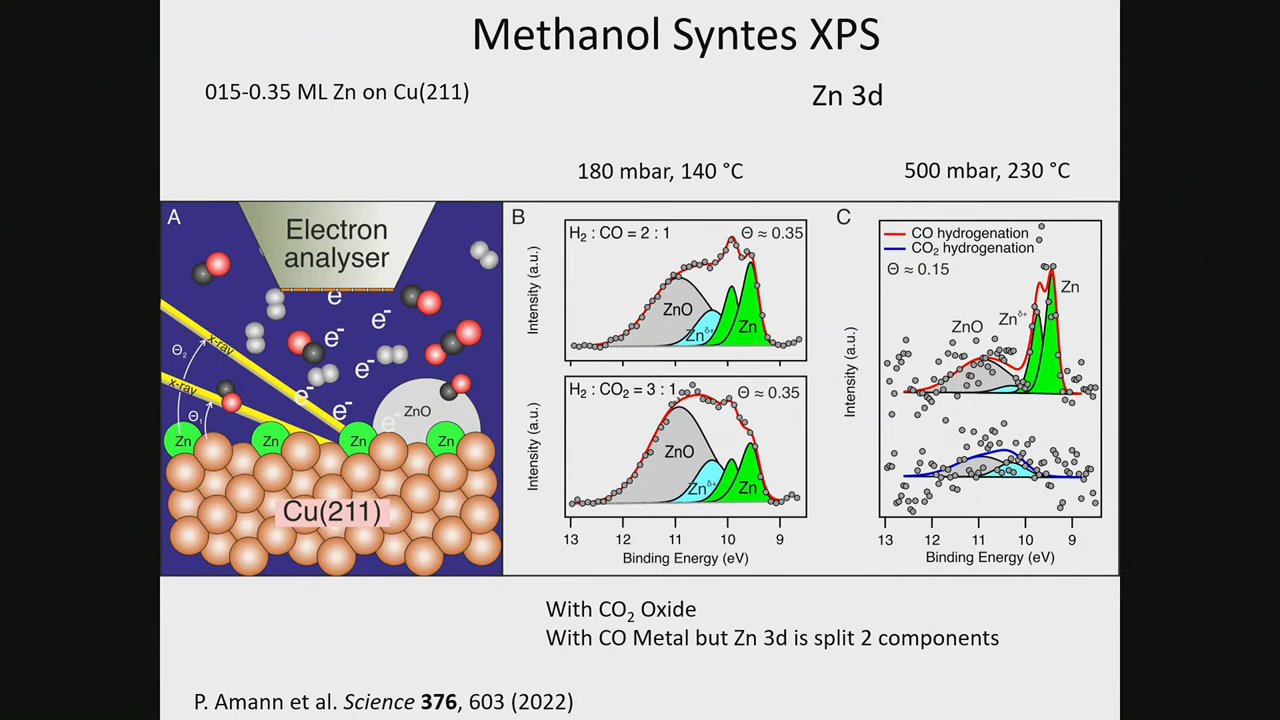 Methanol Syntes XPS
015-0.35 ML Zn on Cu(211)
Zn 3d
180 mbar, 140 °C
500 mbar, 230 °C
A
Electron
analyser
e
e-
e-
e-
e-
e-
e-
e-
x-ray
x-ray
Θ2
Θ1
ZnO
Zn
Zn
Zn
Zn
Cu(211)
B
H2 : CO = 2 : 1
Θ ≈ 0.35
Intensity (a.u.)
ZnO
Znδ+
Zn
H2 : CO2 = 3 : 1
Θ ≈ 0.35
Intensity (a.u.)
ZnO
Znδ+
Zn
13 12 11 10 9
Binding Energy (eV)
C
CO hydrogenation
CO2 hydrogenation
Θ ≈ 0.15
Intensity (a.u.)
Zn
Znδ+
ZnO
13 12 11 10 9
Binding Energy (eV)
With CO2 Oxide
With CO Metal but Zn 3d is split 2 components
P. Amann et al. Science 376, 603 (2022)